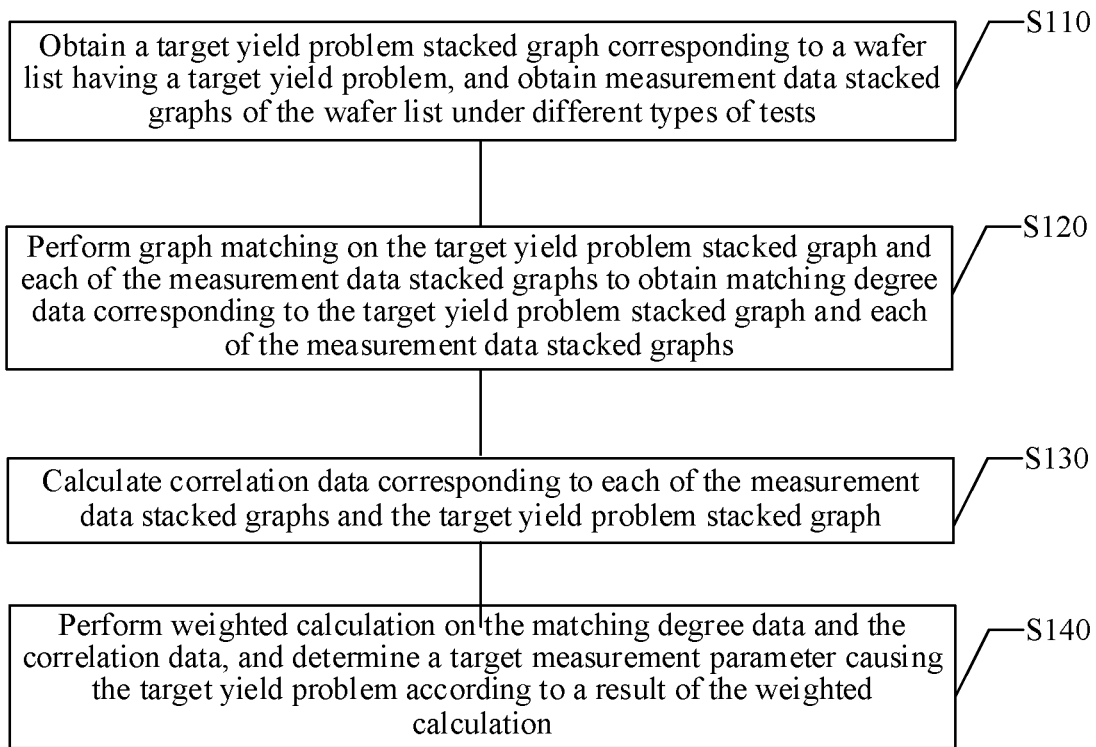 S110
Obtain a target yield problem stacked graph corresponding to a wafer
list having a target yield problem, and obtain measurement data stacked
graphs of the wafer list under different types of tests
S120
Perform graph matching on the target yield problem stacked graph and
each of the measurement data stacked graphs to obtain matching degree
data corresponding to the target yield problem stacked graph and each
of the measurement data stacked graphs
S130
Calculate correlation data corresponding to each of the measurement
data stacked graphs and the target yield problem stacked graph
S140
Perform weighted calculation on the matching degree data and the
correlation data, and determine a target measurement parameter causing
the target yield problem according to a result of the weighted
calculation